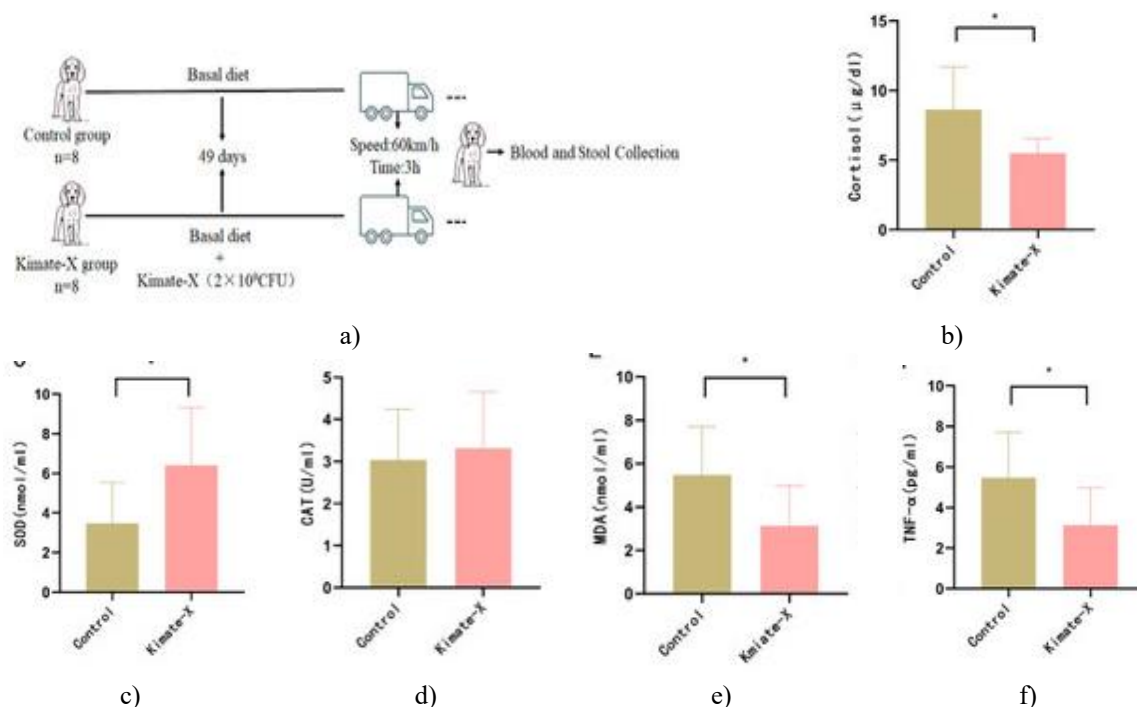 Basal diet
Control group
n=8
49 days
Speed:60km/h
Time:3h
Blood and Stool Collection
Kimate-X group
n=8
Basal diet
+
Kimate-X（2×10⁹CFU）
a)
*
Cortisol(μg/dl)
15
10
5
0
Control
Kimate-X
b)
SOD(nmol/ml)
10
8
6
4
2
0
Control
Kimate-X
c)
CAT(U/ml)
5
4
3
2
1
0
Control
Kimate-X
d)
*
MDA(nmol/ml)
10
8
6
4
2
0
Control
Kmiate-X
e)
*
TNF-α(pg/ml)
10
8
6
4
2
0
Control
Kimate-X
f)